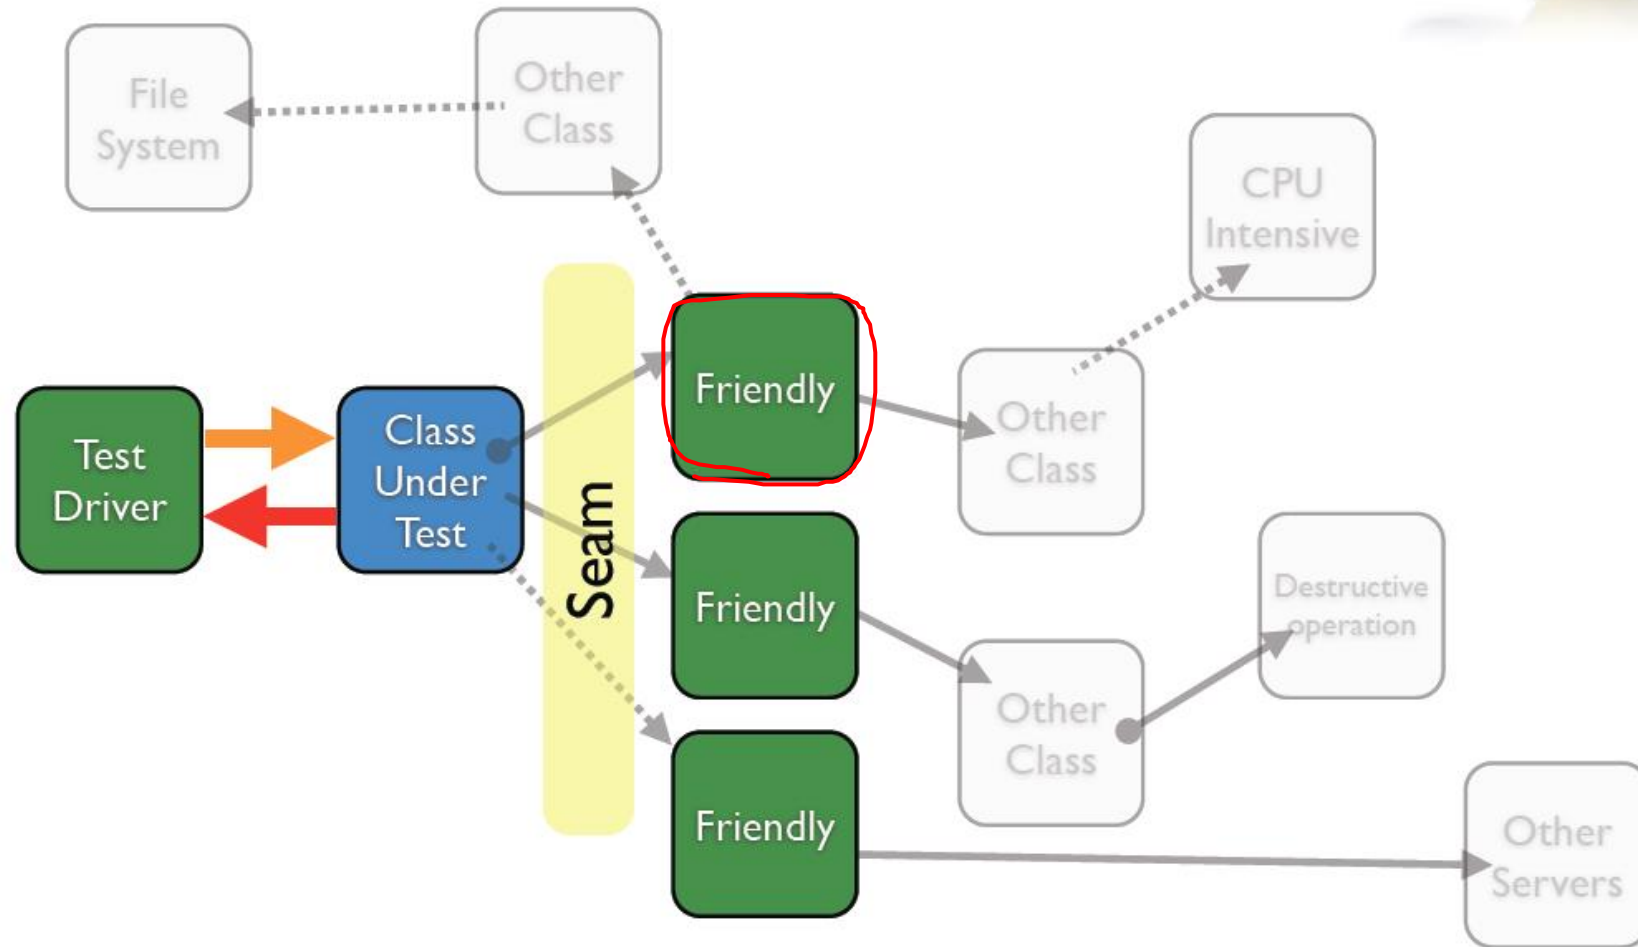 File
System
Other
Class
CPU
Intensive
Test
Driver
Class
Under
Test
Seam
Friendly
Other
Class
Friendly
Other
Class
Destructive
operation
Friendly
Other
Servers